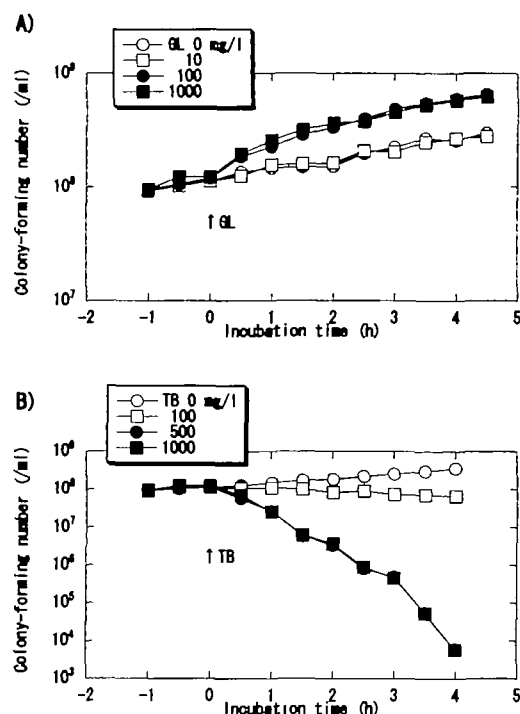 A)
GL 0 mg/l
10
100
1000
Colony-forming number (/ml)
10⁹
10⁸
10⁷
↑ GL
-2 -1 0 1 2 3 4 5
Incubation time (h)
B)
TB 0 mg/l
100
500
1000
Colony-forming number (/ml)
10⁹
10⁸
10⁷
10⁶
10⁵
10⁴
10³
↑ TB
-2 -1 0 1 2 3 4 5
Incubation time (h)